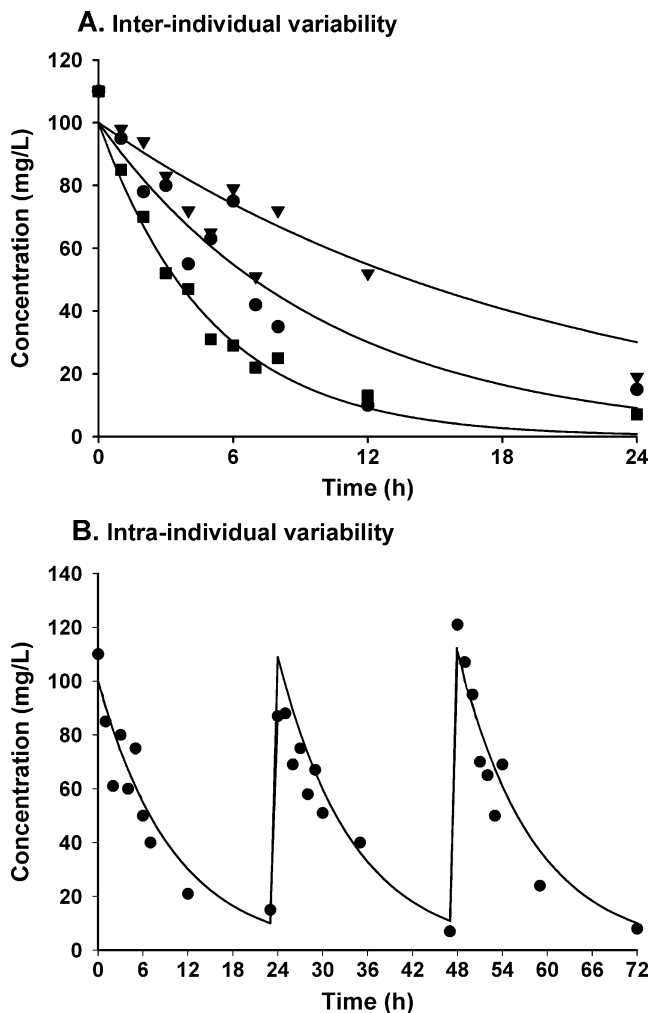 A. Inter-individual variability
120
100
80
60
40
20
0
Concentration (mg/L)
0 6 12 18 24
Time (h)
B. Intra-individual variability
140
120
100
80
60
40
20
0
Concentration (mg/L)
0 6 12 18 24 30 36 42 48 54 60 66 72
Time (h)